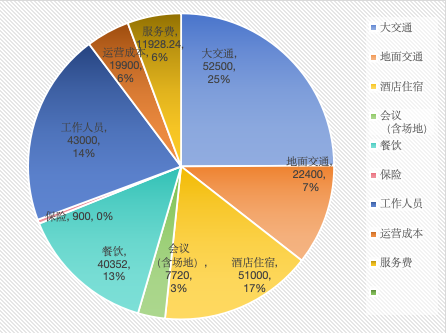 服务费,
11928.24,
6%
大交通,
52500,
25%
运营成本,
19900,
6%
工作人员,
43000,
14%
地面交通,
22400,
7%
保险, 900, 0%
餐饮,
40352,
13%
会议
（含场地）,
7720,
3%
酒店住宿,
51000,
17%
大交通
地面交通
酒店住宿
会议
（含场地）
餐饮
保险
工作人员
运营成本
服务费